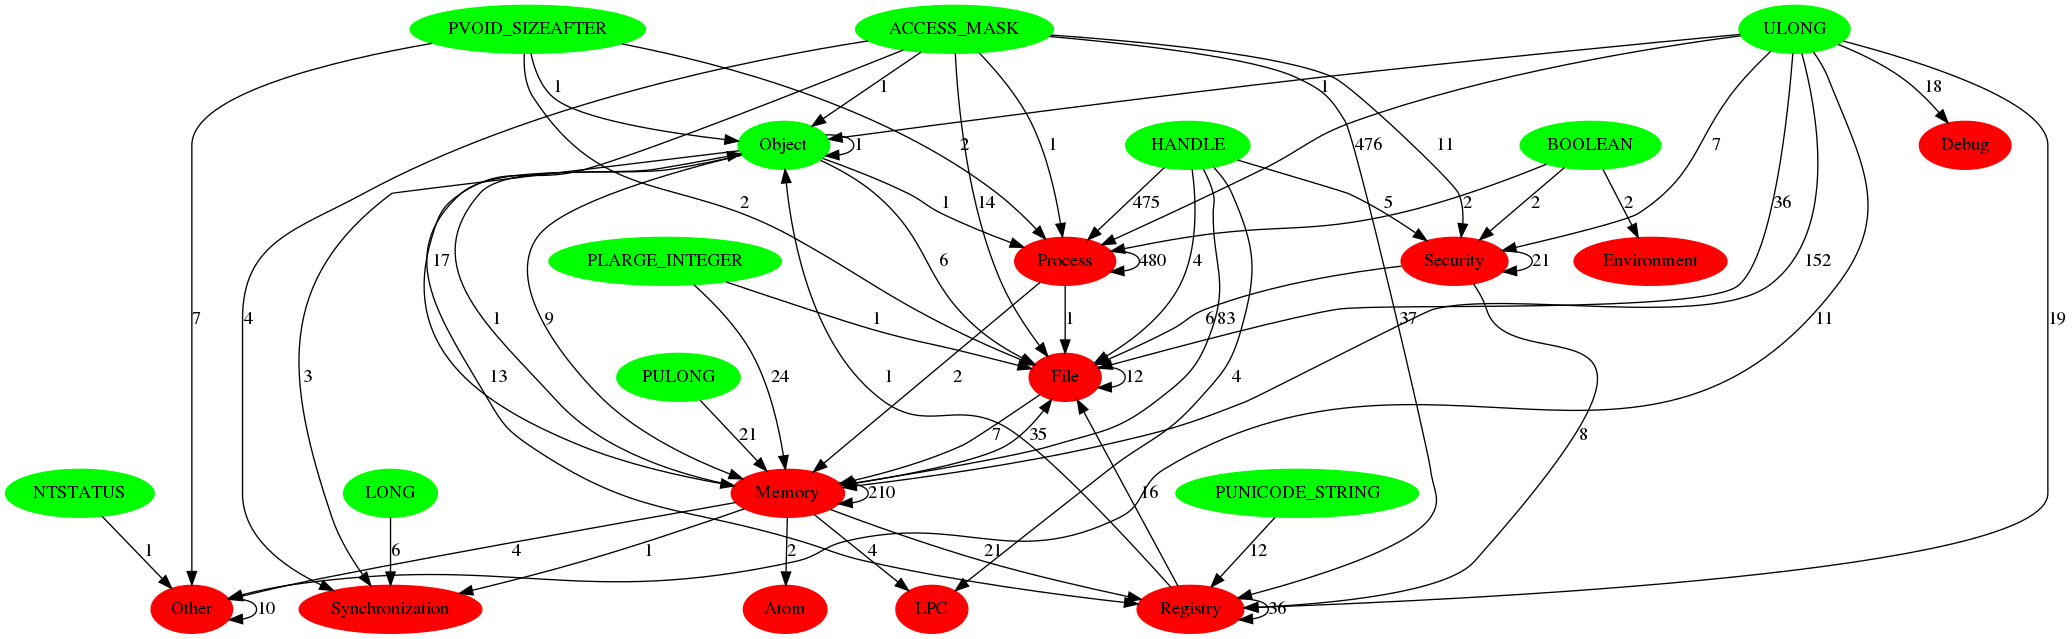 PVOID_SIZEAFTER ACCESS_MASK ULONG
1 1 1 18
Object 1 2 1 HANDLE 476 11 BOOLEAN 7 Debug
2 14 1 475 5 2 2 2 36
17 PLARGE_INTEGER 6 Process 480 4 Security 21 Environment 152
7 4 1 9 1 1 6 83 37 11 19
3 13 PULONG 24 2 File 12 4
21 7 35 8
NTSTATUS LONG Memory 210 16 PUNICODE_STRING
1 6 4 1 2 4 21 12
Other 10 Synchronization Atom LPC Registry 36